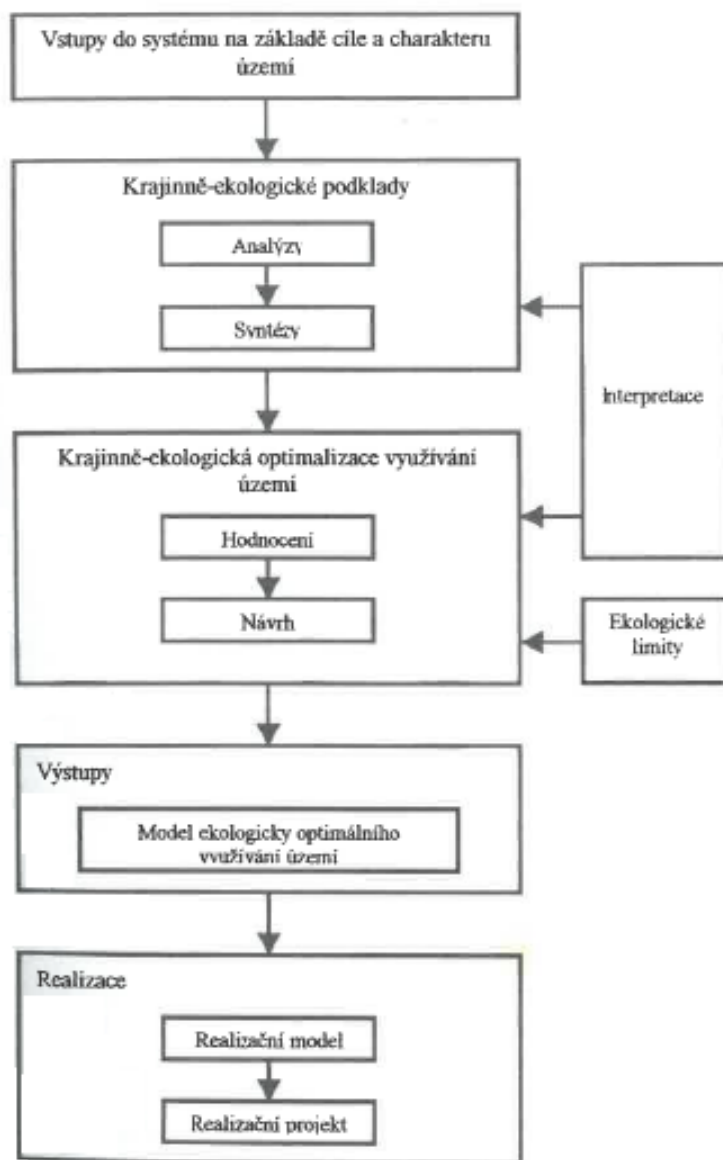 Vstupy do systému na základě cíle a charakteru
území
Krajinně-ekologické podklady
Analýzy
Syntézy
Interpretace
Krajinně-ekologická optimalizace využívání
území
Hodnocení
Návrh
Ekologické
limity
Výstupy
Model ekologicky optimálního
využívání území
Realizace
Realizační model
Realizační projekt